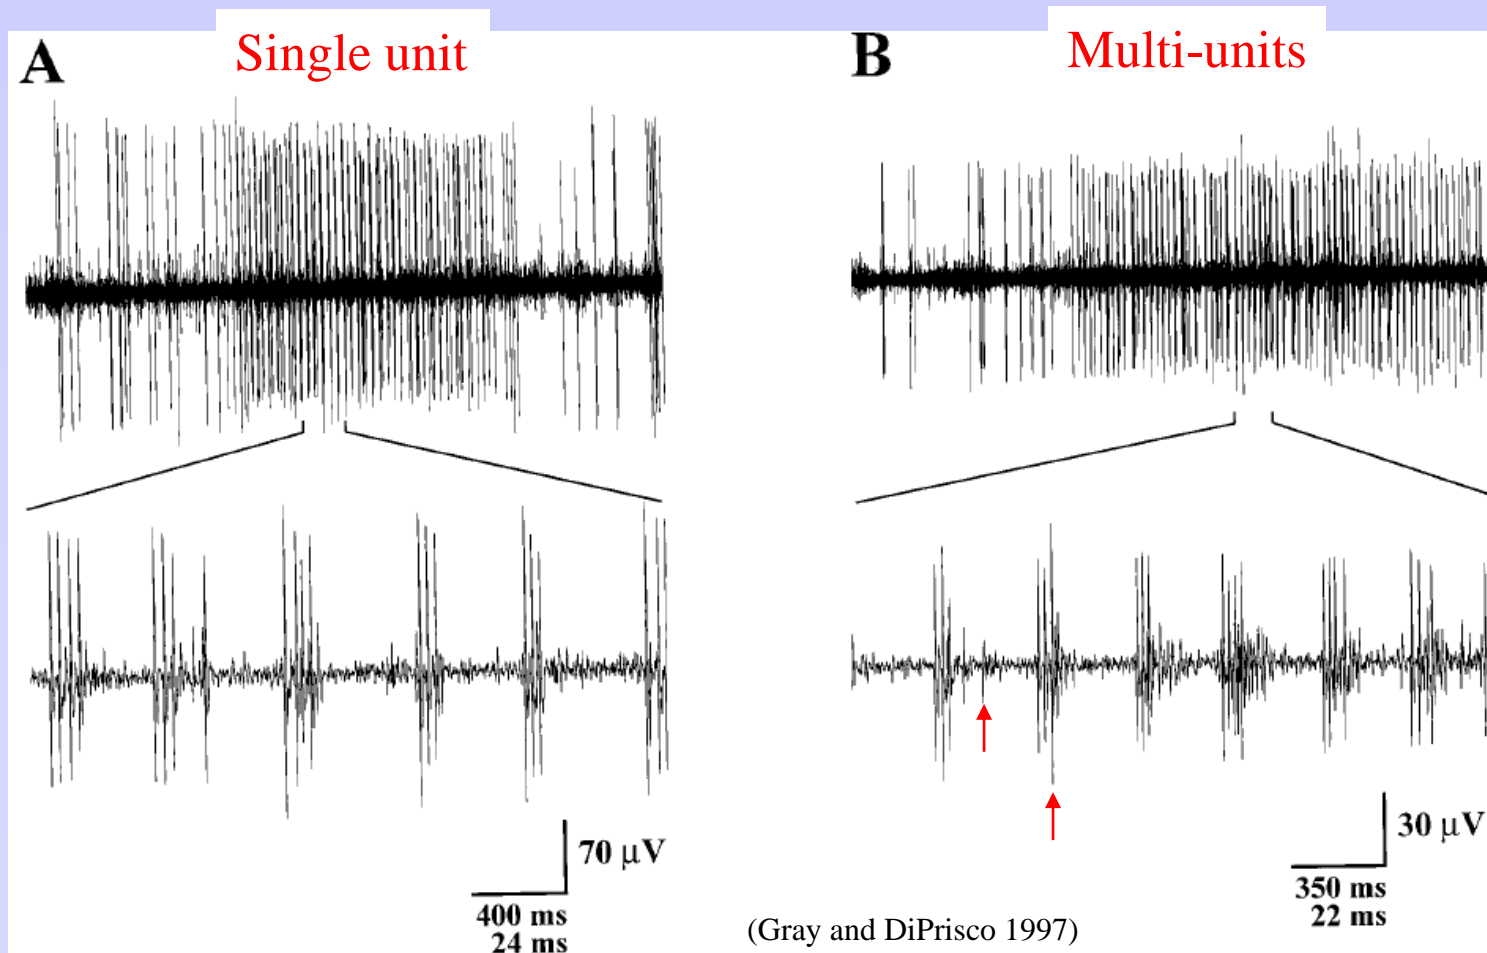 A
Single unit
B
Multi-units
70 μV
400 ms
24 ms
30 μV
350 ms
22 ms
(Gray and DiPrisco 1997)